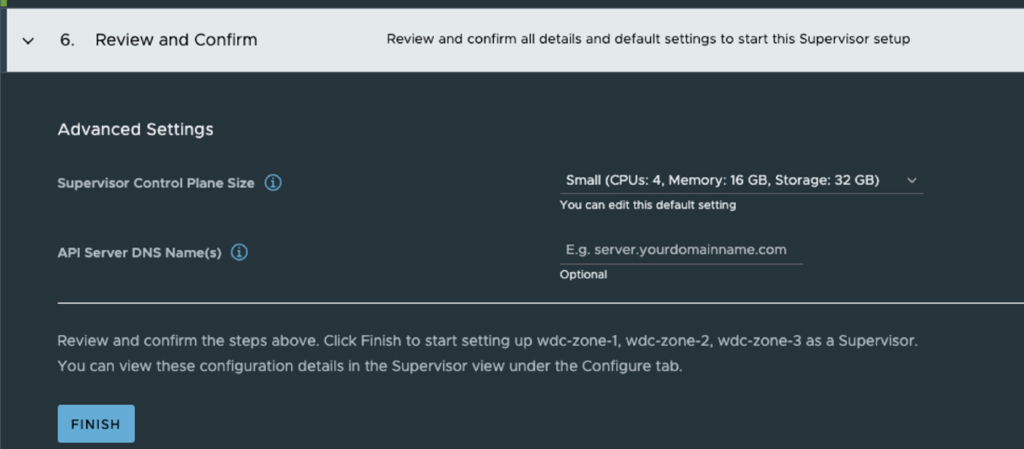 6. Review and Confirm Review and confirm all details and default settings to start this Supervisor setup
Advanced Settings
Supervisor Control Plane Size Small (CPUs: 4, Memory: 16 GB, Storage: 32 GB)
You can edit this default setting
API Server DNS Name(s) E.g. server.yourdomainname.com
Optional
Review and confirm the steps above. Click Finish to start setting up wdc-zone-1, wdc-zone-2, wdc-zone-3 as a Supervisor.
You can view these configuration details in the Supervisor view under the Configure tab.
FINISH